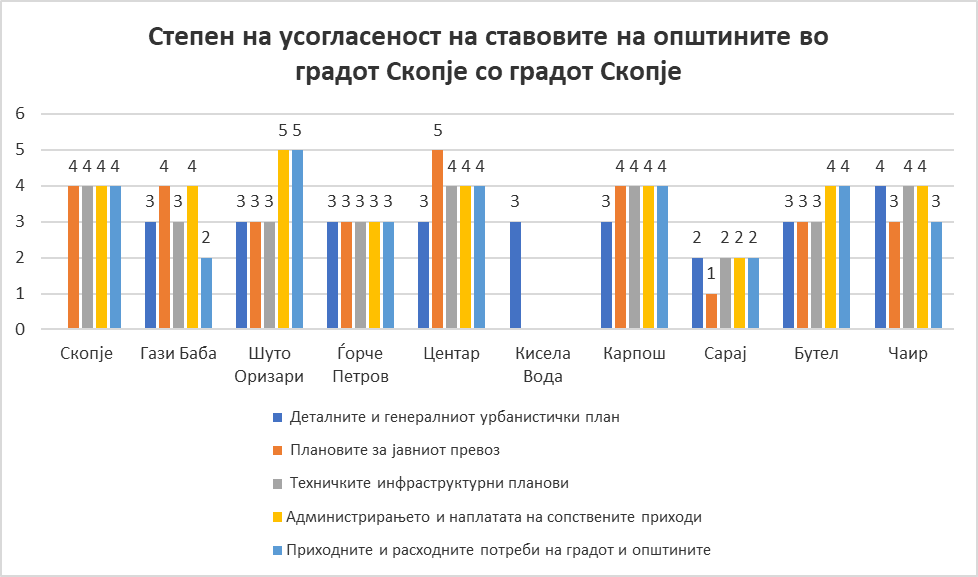 Степен на усогласеност на ставовите на општините во
градот Скопје со градот Скопје
6
5
4
3
2
1
0
4 4 4 4
3 4 3 4 2
3 3 3 5 5
3 3 3 3 3
3 5 4 4 4
3
3 4 4 4 4
2 1 2 2 2
3 3 3 4 4
4 3 4 4 3
Скопје
Гази Баба
Шуто
Оризари
Ѓорче
Петров
Центар
Кисела
Вода
Карпош
Сарај
Бутел
Чаир
Деталните и генералниот урбанистички план
Плановите за јавниот превоз
Техничките инфраструктурни планови
Администрирањето и наплатата на сопствените приходи
Приходните и расходните потреби на градот и општините